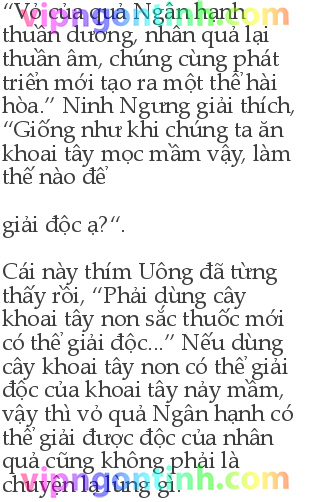 “Vỏ của quả Ngân hạnh
thuần dương, nhân quả lại
thuần âm, chúng cùng phát
triển mới tạo ra một thể hài
hòa.” Ninh Ngưng giải thích,
“Giống như khi chúng ta ăn
khoai tây mọc mầm vậy, làm
thế nào để
giải độc ạ?“.
Cái này thím Uông đã từng
thấy rồi, “Phải dùng cây
khoai tây non sắc thuốc mới
có thể giải độc...” Nếu dùng
cây khoai tây non có thể giải
độc của khoai tây nảy mầm,
vậy thì vỏ quả Ngân hạnh có
thể giải được độc của nhân
quả cũng không phải là
chuyện lạ lùng gì.
vipngontinh.com
vipngontinh.com